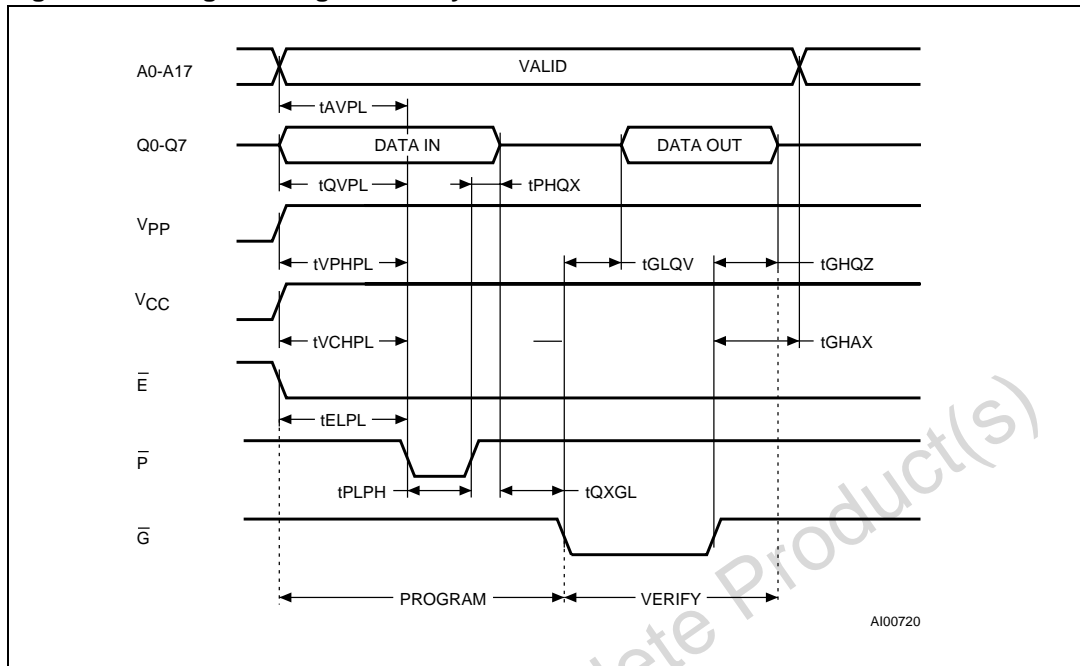 A0-A17 VALID
tAVPL
Q0-Q7 DATA IN DATA OUT
tQVPL tPHQX
VPP
tVPHPL tGLQV tGHQZ
VCC
tVCHPL tGHAX
E
tELPL
P
tPLPH tQXGL
G
PROGRAM VERIFY
AI00720
Product(s)